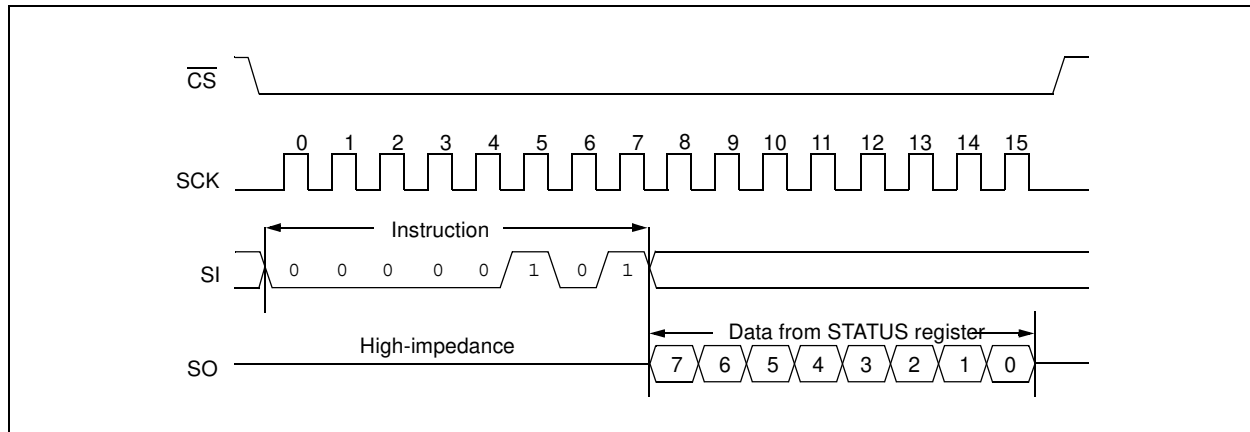 CS
0 1 2 3 4 5 6 7 8 9 10 11 12 13 14 15
SCK
Instruction
SI 0 0 0 0 0 1 0 1
Data from STATUS register
High-impedance
SO 7 6 5 4 3 2 1 0